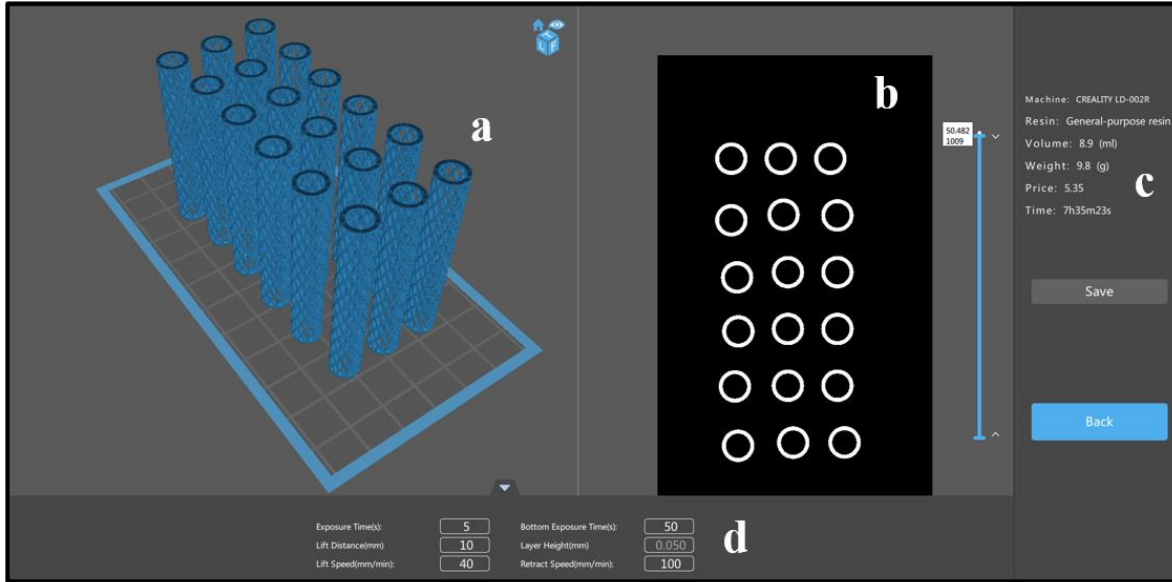 a
b
50.482
1009
Machine: CREALITY LD-002R
Resin: General-purpose resin
Volume: 8.9 (ml)
Weight: 9.8 (g)
Price: 5.35
Time: 7h35m23s
c
Save
Back
Exposure Time(s): 5 Bottom Exposure Time(s): 50
Lift Distance(mm) 10 Layer Height(mm) 0.050
Lift Speed(mm/min): 40 Retract Speed(mm/min): 100
d
T
L F